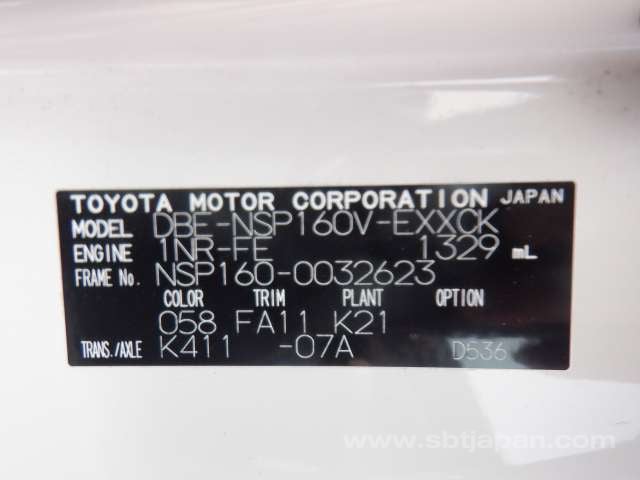 TOYOTA MOTOR CORPORATION JAPAN
MODEL DBE-NSP160V-EXXCK
ENGINE 1NR-FE 1329 mL
FRAME No. NSP160-0032623
COLOR TRIM PLANT OPTION
058 FA11 K21
TRANS./AXLE K411 -07A D536
www.sbtjapan.com